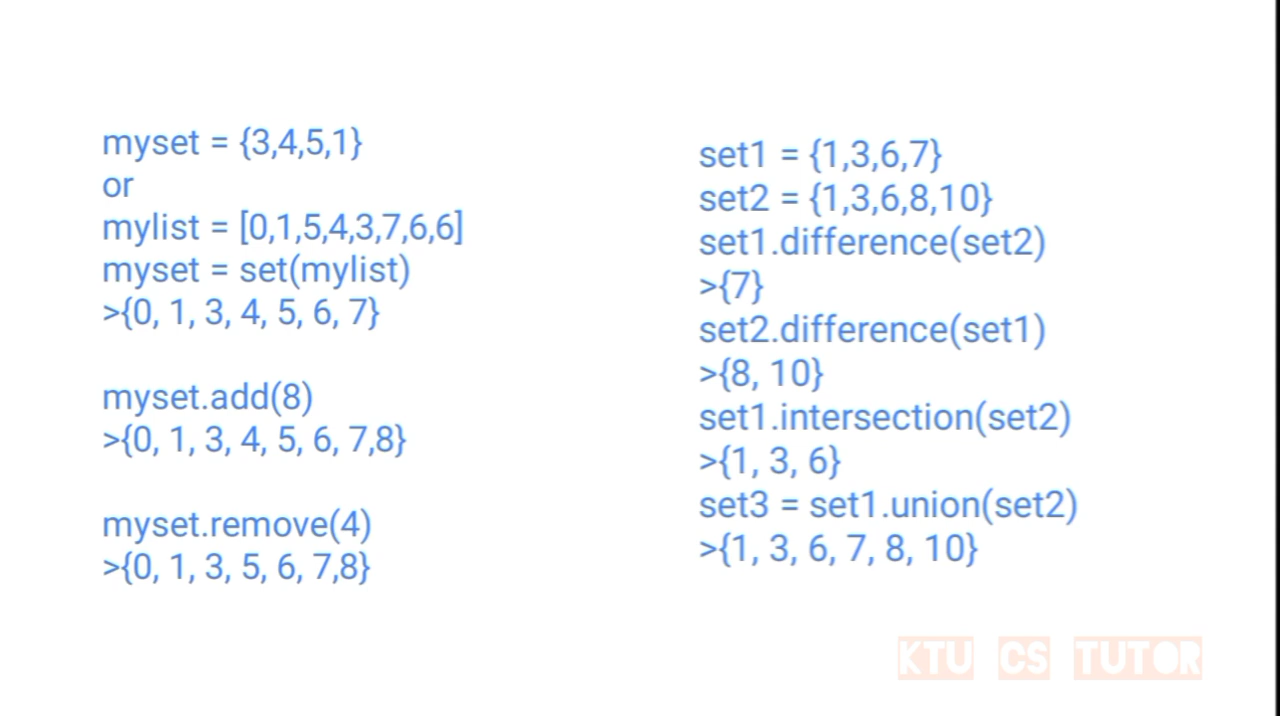 myset = {3,4,5,1}
or
mylist = [0,1,5,4,3,7,6,6]
myset = set(mylist)
>{0, 1, 3, 4, 5, 6, 7}
myset.add(8)
>{0, 1, 3, 4, 5, 6, 7,8}
myset.remove(4)
>{0, 1, 3, 5, 6, 7,8}
set1 = {1,3,6,7}
set2 = {1,3,6,8,10}
set1.difference(set2)
>{7}
set2.difference(set1)
>{8, 10}
set1.intersection(set2)
>{1, 3, 6}
set3 = set1.union(set2)
>{1, 3, 6, 7, 8, 10}
KTU CS TUTOR